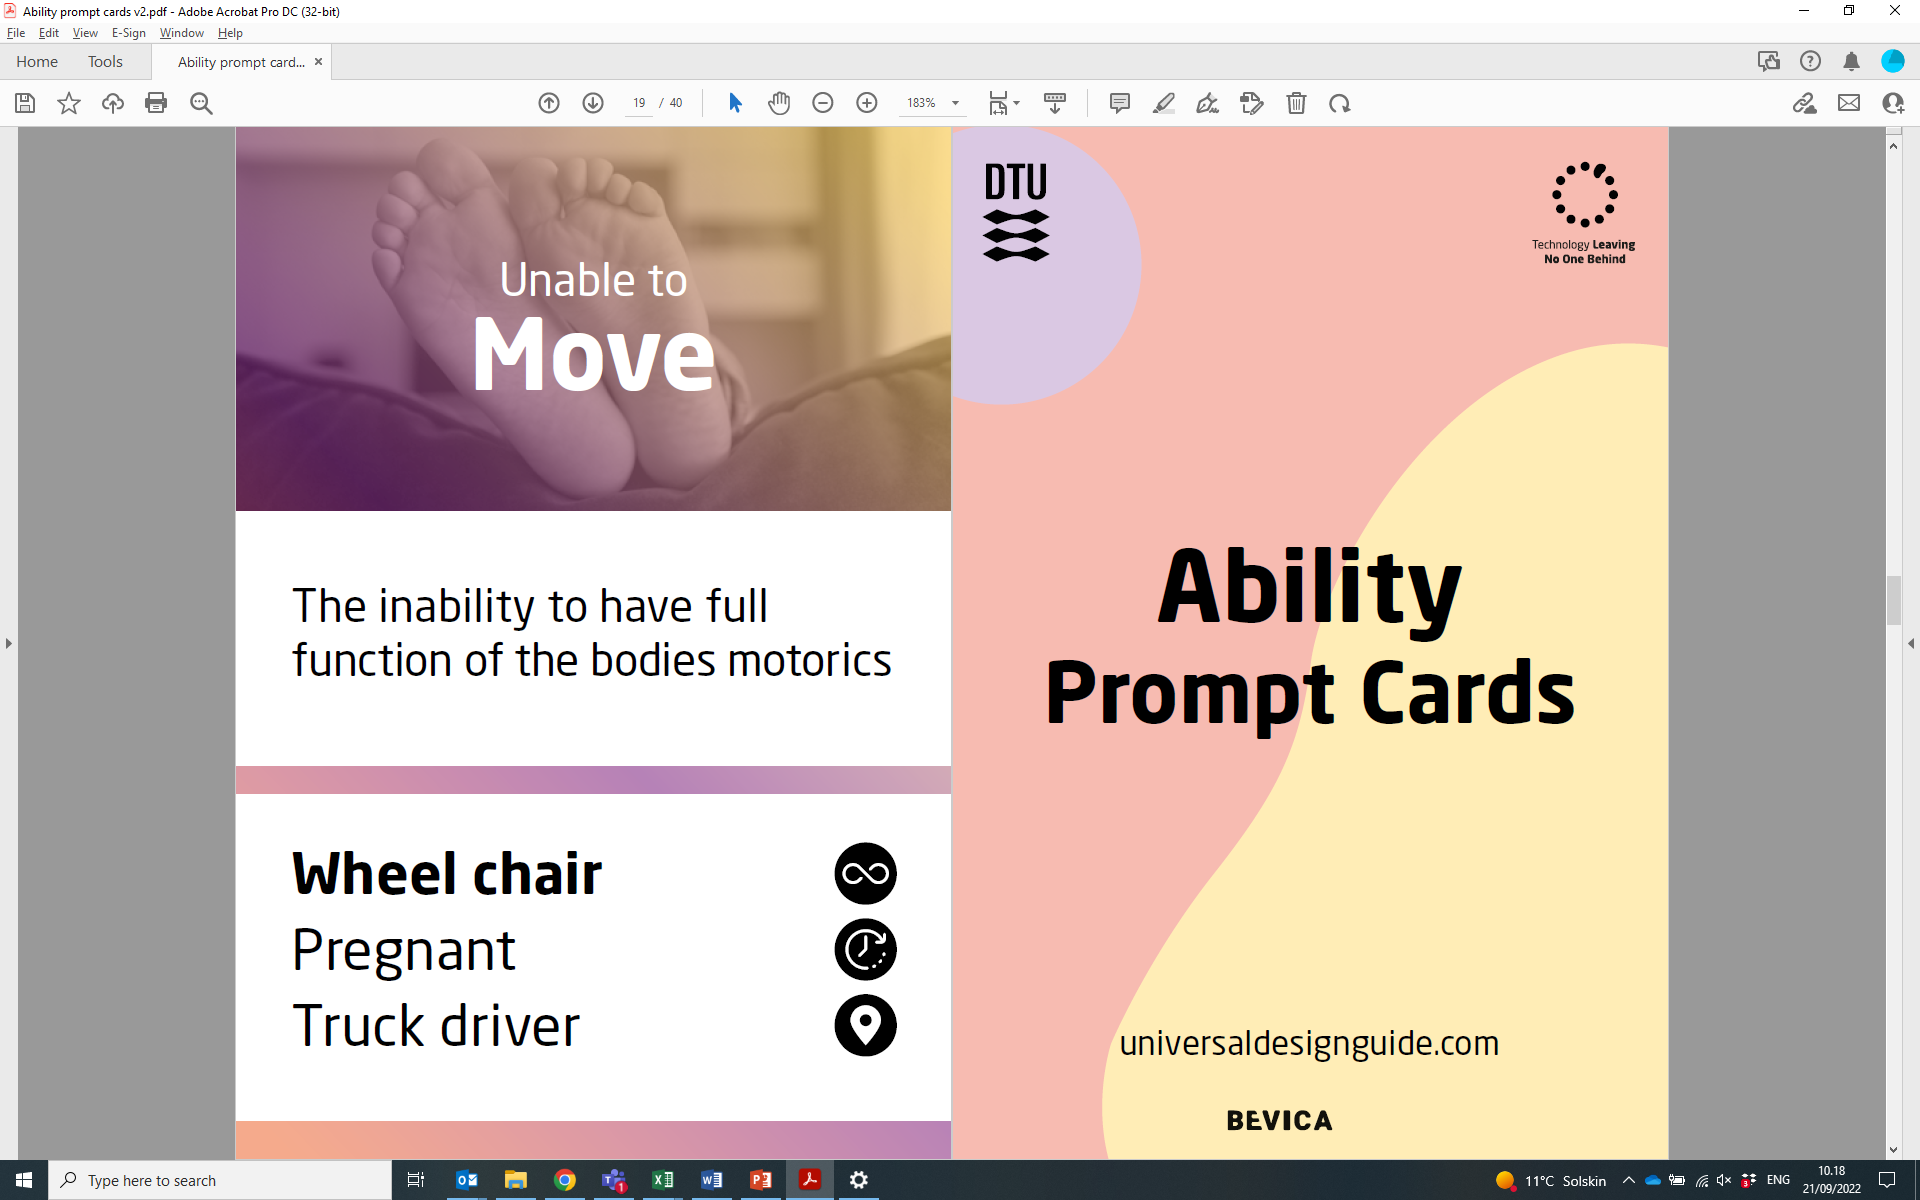 Ability prompt cards v2.pdf - Adobe Acrobat Pro DC (32-bit)
File Edit View E-Sign Window Help
Home Tools Ability prompt card...
19 / 40 183%
Unable to
Move
The inability to have full
function of the bodies motorics
Wheel chair
Pregnant
Truck driver
DTU
Technology Leaving
No One Behind
Ability
Prompt Cards
universaldesignguide.com
BEVICA
Type here to search
1
11°C Solskin
3
ENG
10.18
21/09/2022